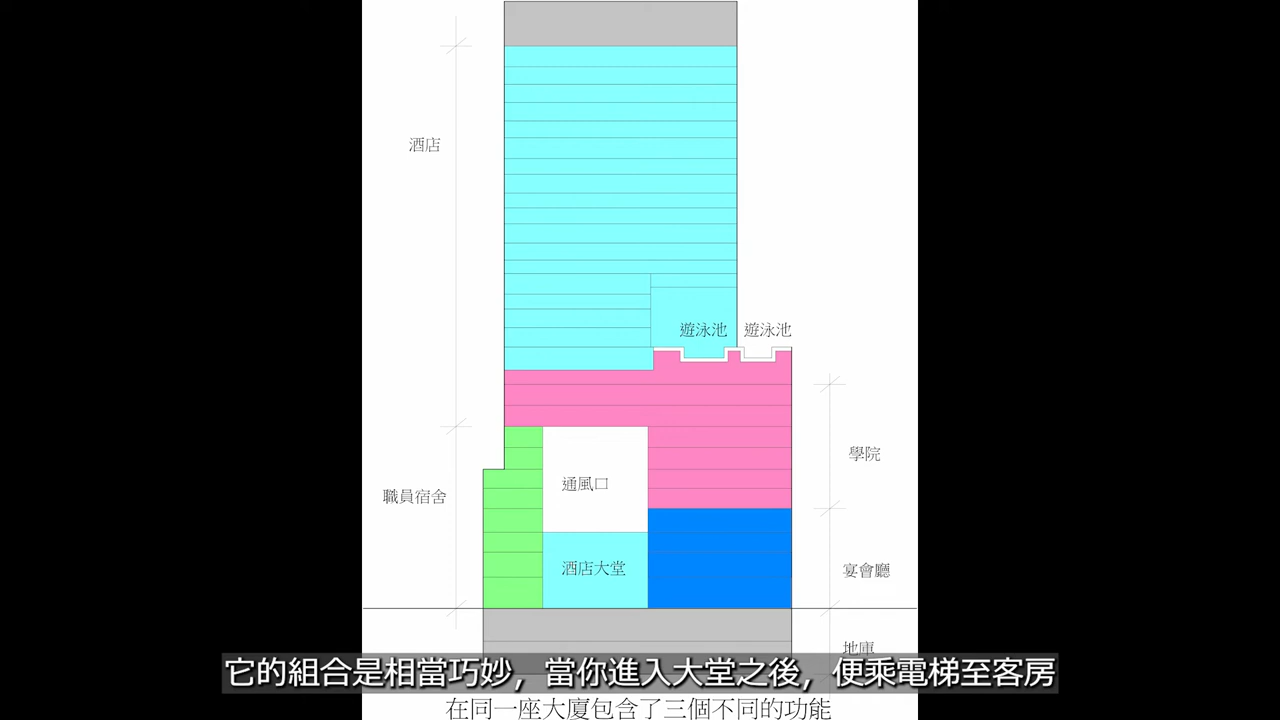 酒店
遊泳池 遊泳池
學院
通風口
職員宿舍
酒店大堂
宴會廳
地庫
它的組合是相當巧妙，當你進入大堂之後，便乘電梯至客房
在同一座大廈包含了三個不同的功能